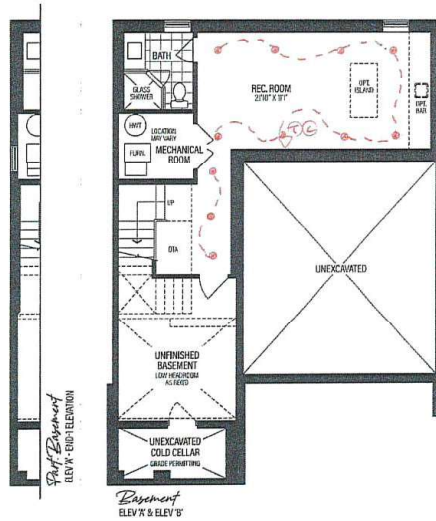 BATH
GLASS
SHOWER
REC. ROOM
OPT.
ISLAND
OPT.
BAR
HWT
LOCATION
MAY VARY
FURN.
MECHANICAL
ROOM
UP
OTA
UNEXCAVATED
UNFINISHED
BASEMENT
LOW HEADROOM
AS REQ'D
UNEXCAVATED
COLD CELLAR
GRADE PERMITTING
Part. Basement
ELEV 'A' - END-1 ELEVATION
Basement
ELEV 'A' & ELEV 'B'